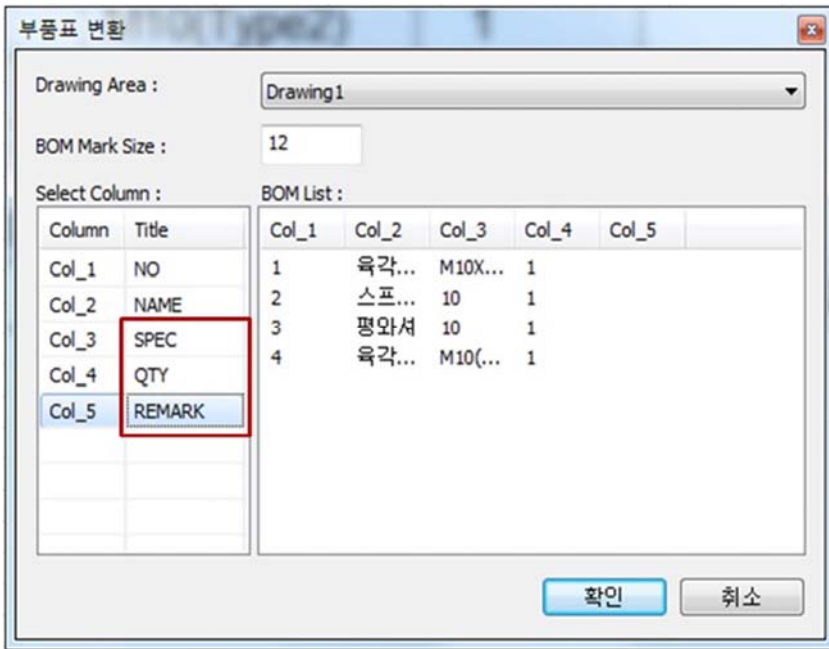 M10(Type2) 1
부품표 변환
Drawing Area :
Drawing1
BOM Mark Size :
12
Select Column :
BOM List :
Column Title
Col_1 NO
Col_2 NAME
Col_3 SPEC
Col_4 QTY
Col_5 REMARK
Col_1 Col_2 Col_3 Col_4 Col_5
1 육각... M10X... 1
2 스프... 10 1
3 평와셔 10 1
4 육각... M10(... 1
확인
취소